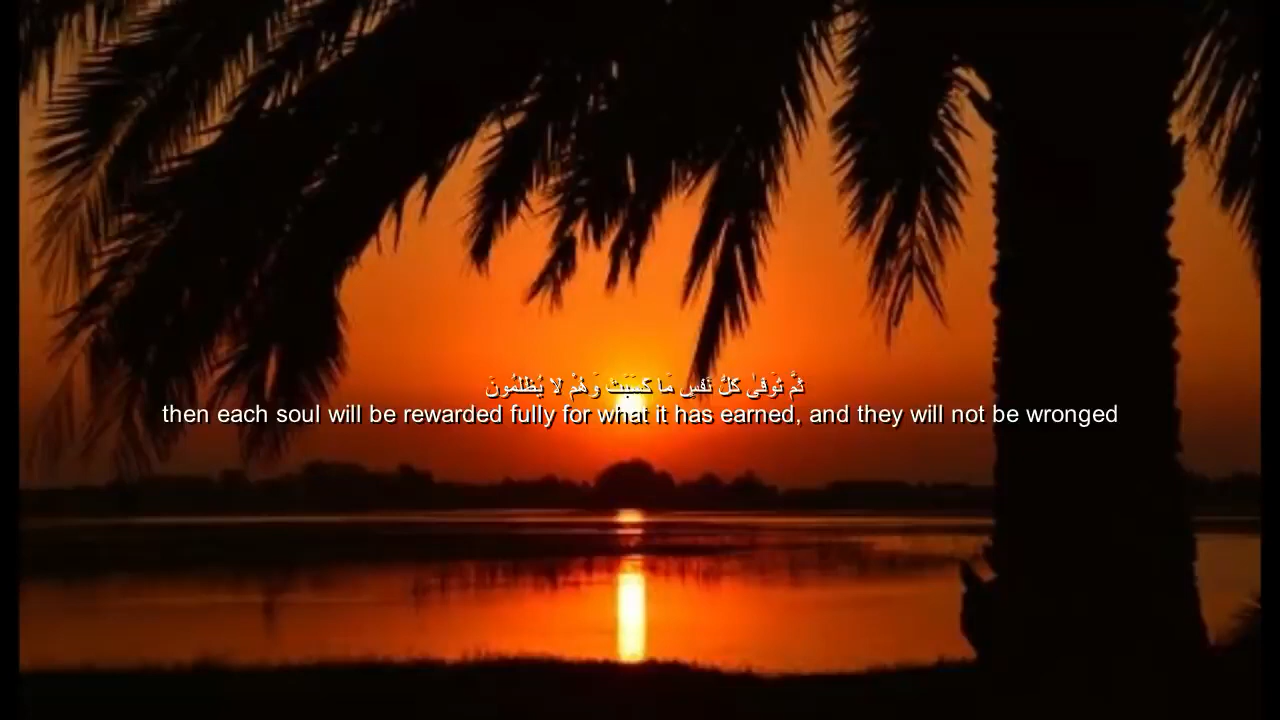 ثُمَّ تُوَفَّىٰ كُلُّ نَفْسٍ مَا كَسَبَتْ وَهُمْ لَا يُظْلَمُونَ
then each soul will be rewarded fully for what it has earned, and they will not be wronged